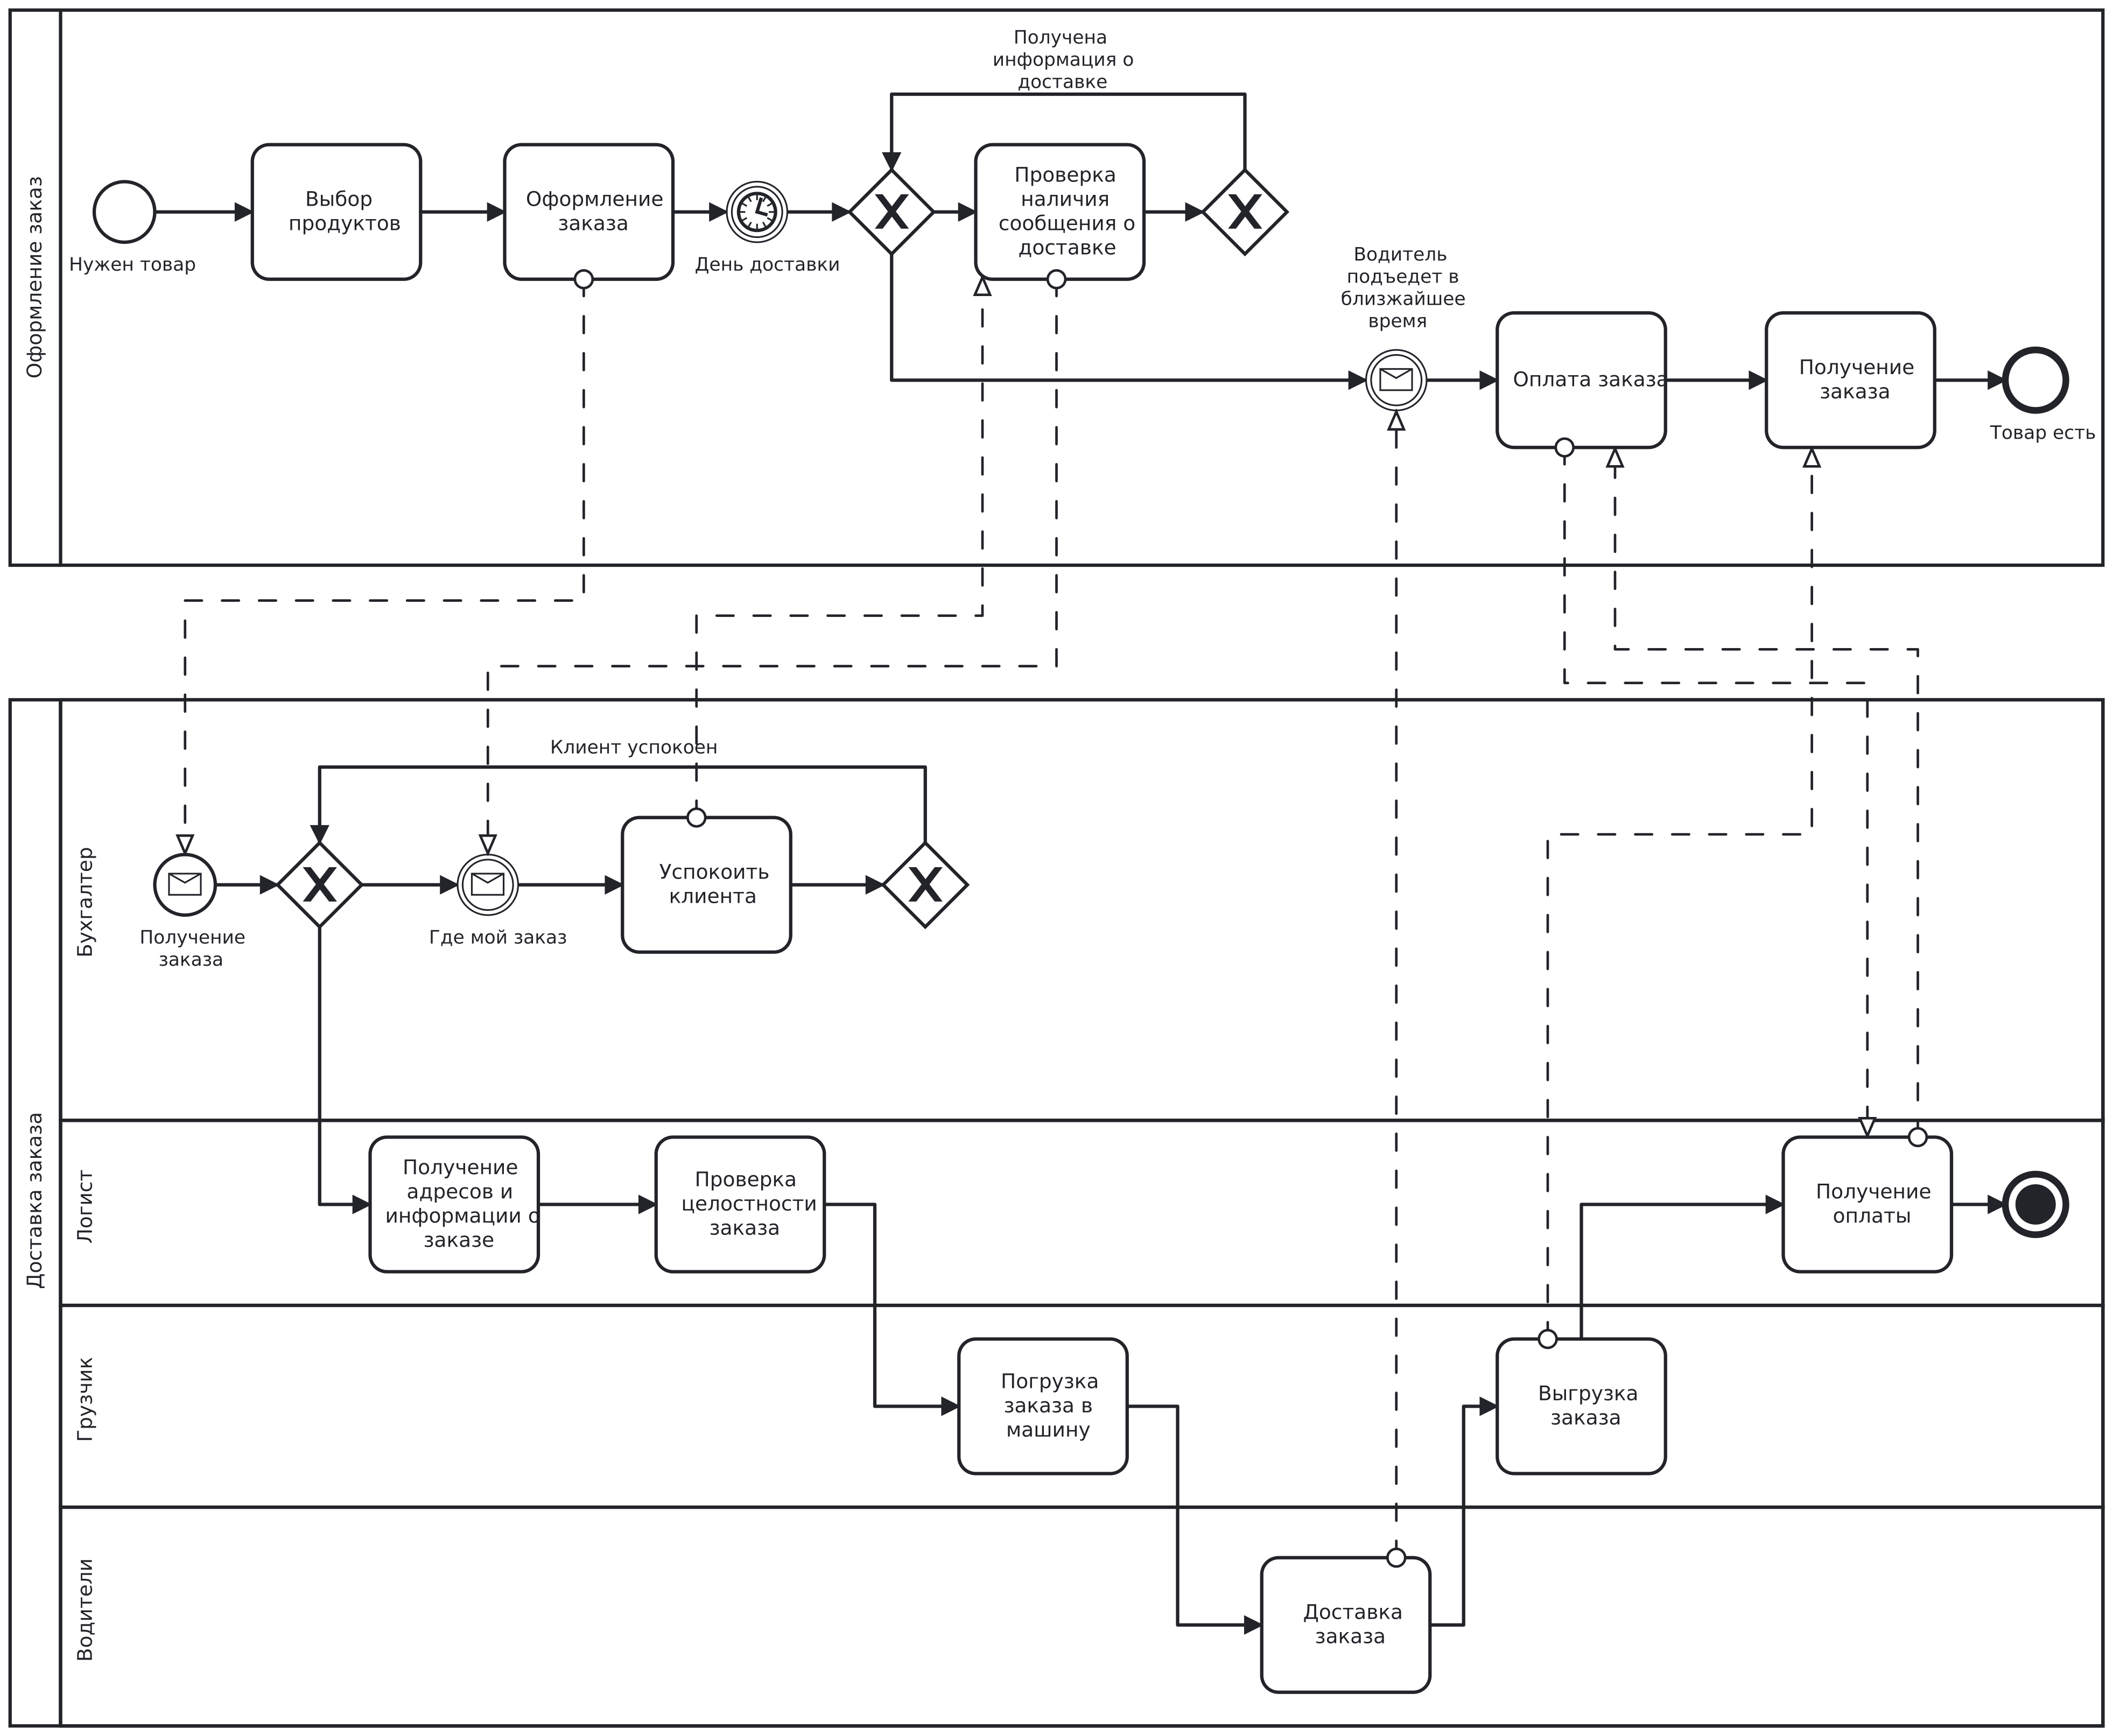 Оформление заказ
Получена
информация о
доставке
Нужен товар
Выбор
продуктов
Оформление
заказа
День доставки
X
Проверка
наличия
сообщения о
доставке
X
Водитель
подъедет в
ближайшее
время
Оплата заказа
Получение
заказа
Товар есть
Доставка заказа
Бухгалтер
Клиент успокоен
Получение
заказа
X
Где мой заказ
Успокоить
клиента
X
Логист
Получение
адресов и
информации о
заказе
Проверка
целостности
заказа
Получение
оплаты
Грузчик
Погрузка
заказа в
машину
Выгрузка
заказа
Водители
Доставка
заказа